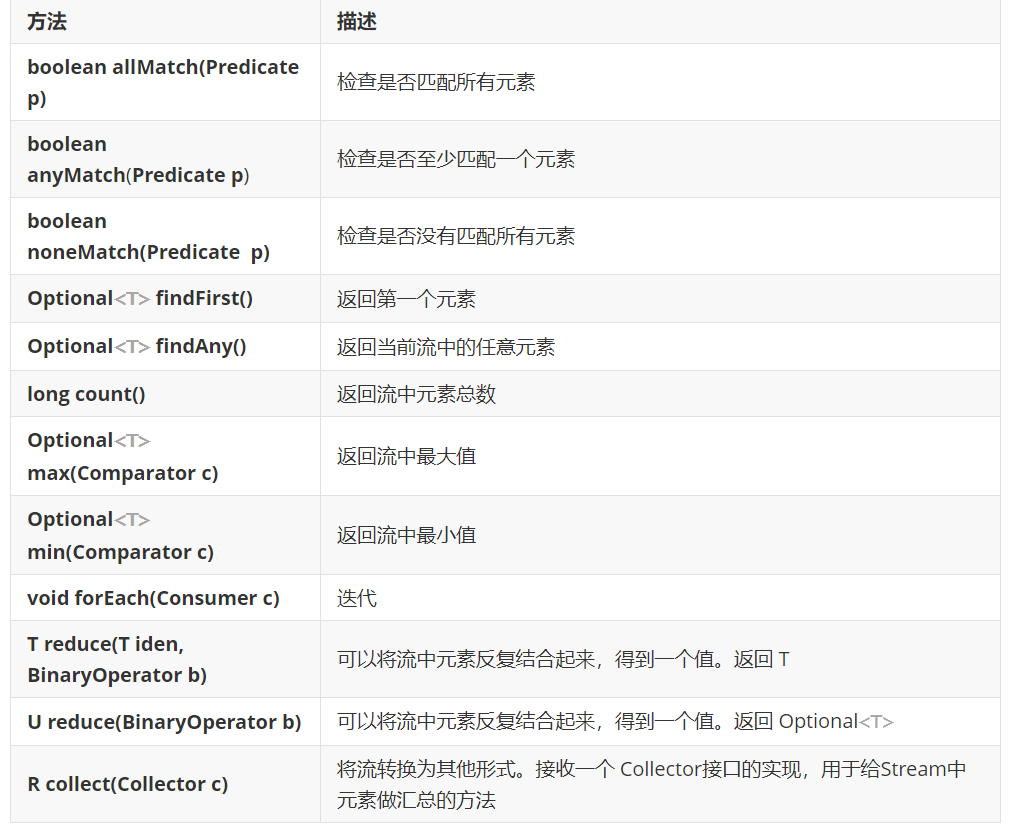 方法 描述
boolean allMatch(Predicate
p)
检查是否匹配所有元素
boolean
anyMatch(Predicate p)
检查是否至少匹配一个元素
boolean
noneMatch(Predicate  p)
检查是否没有匹配所有元素
Optional<T> findFirst() 返回第一个元素
Optional<T> findAny() 返回当前流中的任意元素
long count() 返回流中元素总数
Optional<T>
max(Comparator c)
返回流中最大值
Optional<T>
min(Comparator c)
返回流中最小值
void forEach(Consumer c) 迭代
T reduce(T iden,
BinaryOperator b)
可以将流中元素反复结合起来，得到一个值。返回 T
U reduce(BinaryOperator b) 可以将流中元素反复结合起来，得到一个值。返回 Optional<T>
R collect(Collector c)
将流转换为其他形式。接收一个 Collector接口的实现，用于给Stream中
元素做汇总的方法